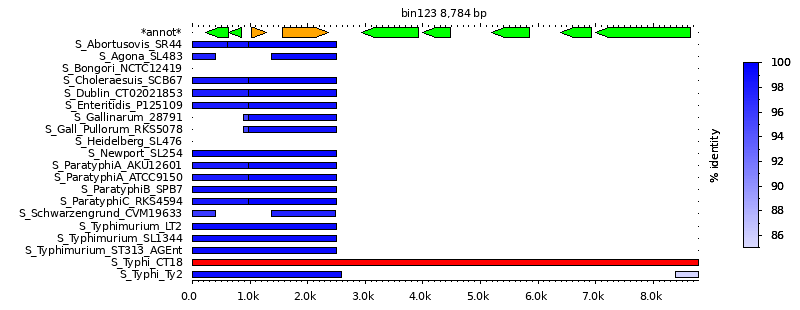 bin123 8,784 bp
*annot*
S_Abortusovis_SR44
S_Agona_SL483
S_Bongori_NCTC12419
S_Choleraesuis_SCB67
S_Dublin_CT02021853
S_Enteritidis_P125109
S_Gallinarum_28791
S_Gall_Pullorum_RKS5078
S_Heidelberg_SL476
S_Newport_SL254
S_ParatyphiA_AKU12601
S_ParatyphiA_ATCC9150
S_ParatyphiB_SPB7
S_ParatyphiC_RKS4594
S_Schwarzengrund_CVM19633
S_Typhimurium_LT2
S_Typhimurium_SL1344
S_Typhimurium_ST313_AGEnt
S_Typhi_CT18
S_Typhi_Ty2
0.0 1.0k 2.0k 3.0k 4.0k 5.0k 6.0k 7.0k 8.0k
% identity
100
98
96
94
92
90
88
86